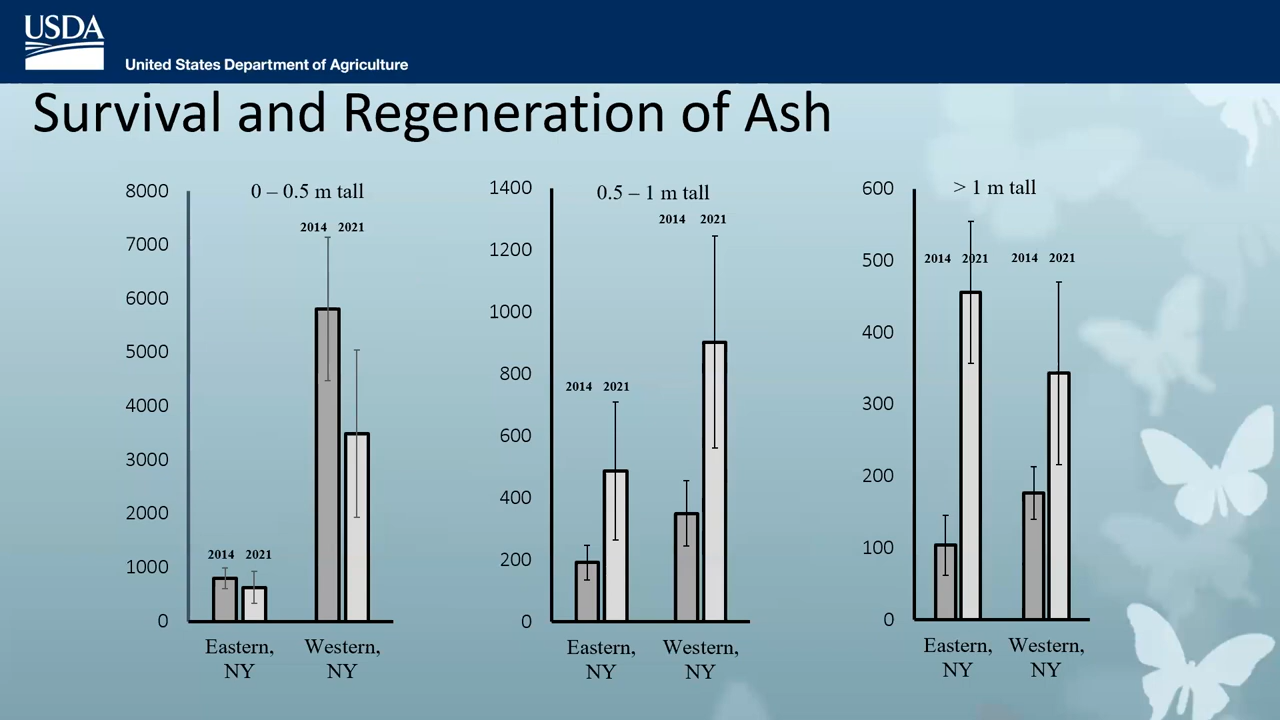 USDA
United States Department of Agriculture
Survival and Regeneration of Ash
0 – 0.5 m tall
8000
7000
6000
5000
4000
3000
2000
1000
0
2014 2021
2014 2021
Eastern, NY
Western, NY
0.5 – 1 m tall
1400
1200
1000
800
600
400
200
0
2014 2021
2014 2021
Eastern, NY
Western, NY
> 1 m tall
600
500
400
300
200
100
0
2014 2021
2014 2021
Eastern, NY
Western, NY